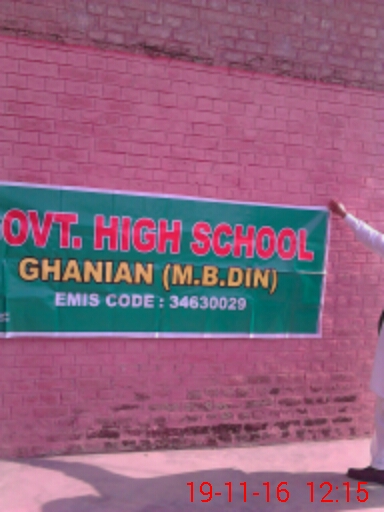 OVT. HIGH SCHOOL
GHANIAN (M.B.DIN)
EMIS CODE : 34630029
19-11-16 12:15